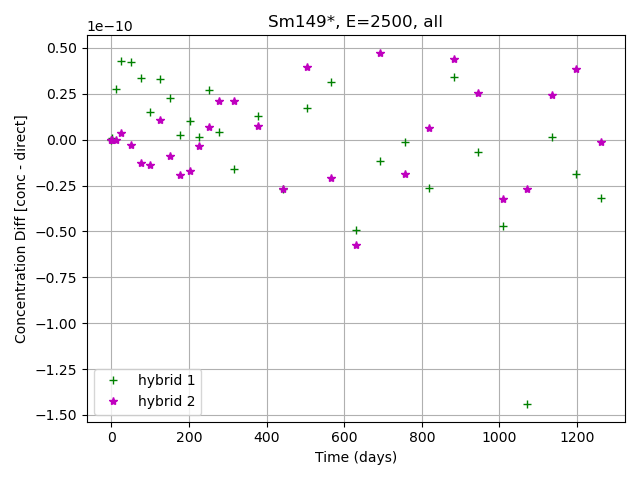 Sm149*, E=2500, all
1e−10
0.50
0.25
0.00
−0.25
−0.50
−0.75
−1.00
−1.25
−1.50
Concentration Diff [conc - direct]
hybrid 1
hybrid 2
0 200 400 600 800 1000 1200
Time (days)